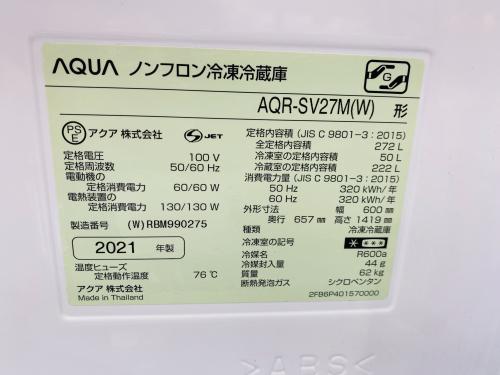 AQUA ノンフロン冷凍冷蔵庫
G
AQR-SV27M(W) 形
PS E アクア 株式会社 S JET
定格電圧 100 V
定格周波数 50/60 Hz
電動機の
定格消費電力 60/60 W
電熱装置の
定格消費電力 130/130 W
製造番号 (W)RBM990275
2021 年製
温度ヒューズ
定格動作温度 76℃
アクア 株式会社
Made in Thailand
定格内容積 (JIS C 9801-3:2015)
全定格内容積 272 L
冷凍室の定格内容積 50 L
冷蔵室の定格内容積 222 L
消費電力量 (JIS C 9801-3:2015)
50 Hz 320 kWh/年
60 Hz 320 kWh/年
外形寸法 幅 600 mm
奥行 657 mm 高さ 1419 mm
種類 冷凍冷蔵庫
冷凍室の記号 * ***
冷媒名 R600a
冷媒封入量 44 g
質量 62 kg
断熱発泡ガス シクロペンタン
2FB6P401570000
>ABS<